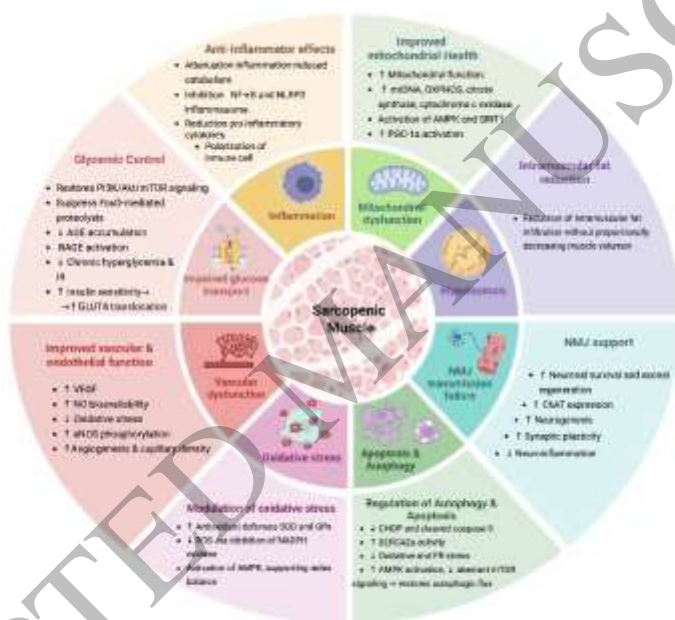 Anti-inflammator effects
• Attenuation inflammation induced
catabolism
• Inhibition NF-κB and NLRP3
inflammasome
• Reduction pro-inflammatory
cytokines
• Polarization of
immune cell
Improved
mitochondrial Health
• ↑ Mitochondrial function
• ↑ mtDNA, OXPHOS, citrate
synthase, cytochrome c oxidase
• Activation of AMPK and SIRT1
• ↑ PGC-1α activation
Glycemic Control
• Restores PI3K/Akt/mTOR signaling
• Suppress FoxO-mediated
proteolysis
• ↓ AGE accumulation
• RAGE activation
• ↓ Chronic hyperglycemia &
IR
• ↑ Insulin sensitivity→
→↑ GLUT4 translocation
Intramuscular fat
reduction
• Reduction of intramuscular fat
infiltration without proportionally
decreasing muscle volumen
Inflammation
Mitochondrial
dysfunction
Impaired glucose
transport
Sarcopenic
Muscle
Improved vascular &
endothelial function
• ↑ VEGF
• ↑ NO bioavailability
• ↓ Oxidative stress
• ↑ eNOS phosphorylation
• ↑Angiogenesis & capillary density
Vascular
dysfunction
NMJ
transmission
failure
NMJ support
• ↑ Neuronal survival and axonal
regeneration
• ↑ ChAT expression
• ↑ Neurogenesis
• ↑ Synaptic plasticity
• ↓ Neuroinflammation
Oxidative stress
Apoptosis &
Autophagy
Modulation of oxidative stress
• ↑ Antioxidant defenses SOD and GPx
• ↓ ROS via inhibition of NADPH
oxidase
• Activation of AMPK, supporting redox
balance
Regulation of Autophagy &
Apoptosis
• ↓ CHOP and cleaved caspase
• ↑ SERCA2a activity
• ↓ Oxidative and ER stress
• ↑ AMPK activation, ↓ aberrant mTOR
signaling → restores autophagic flux